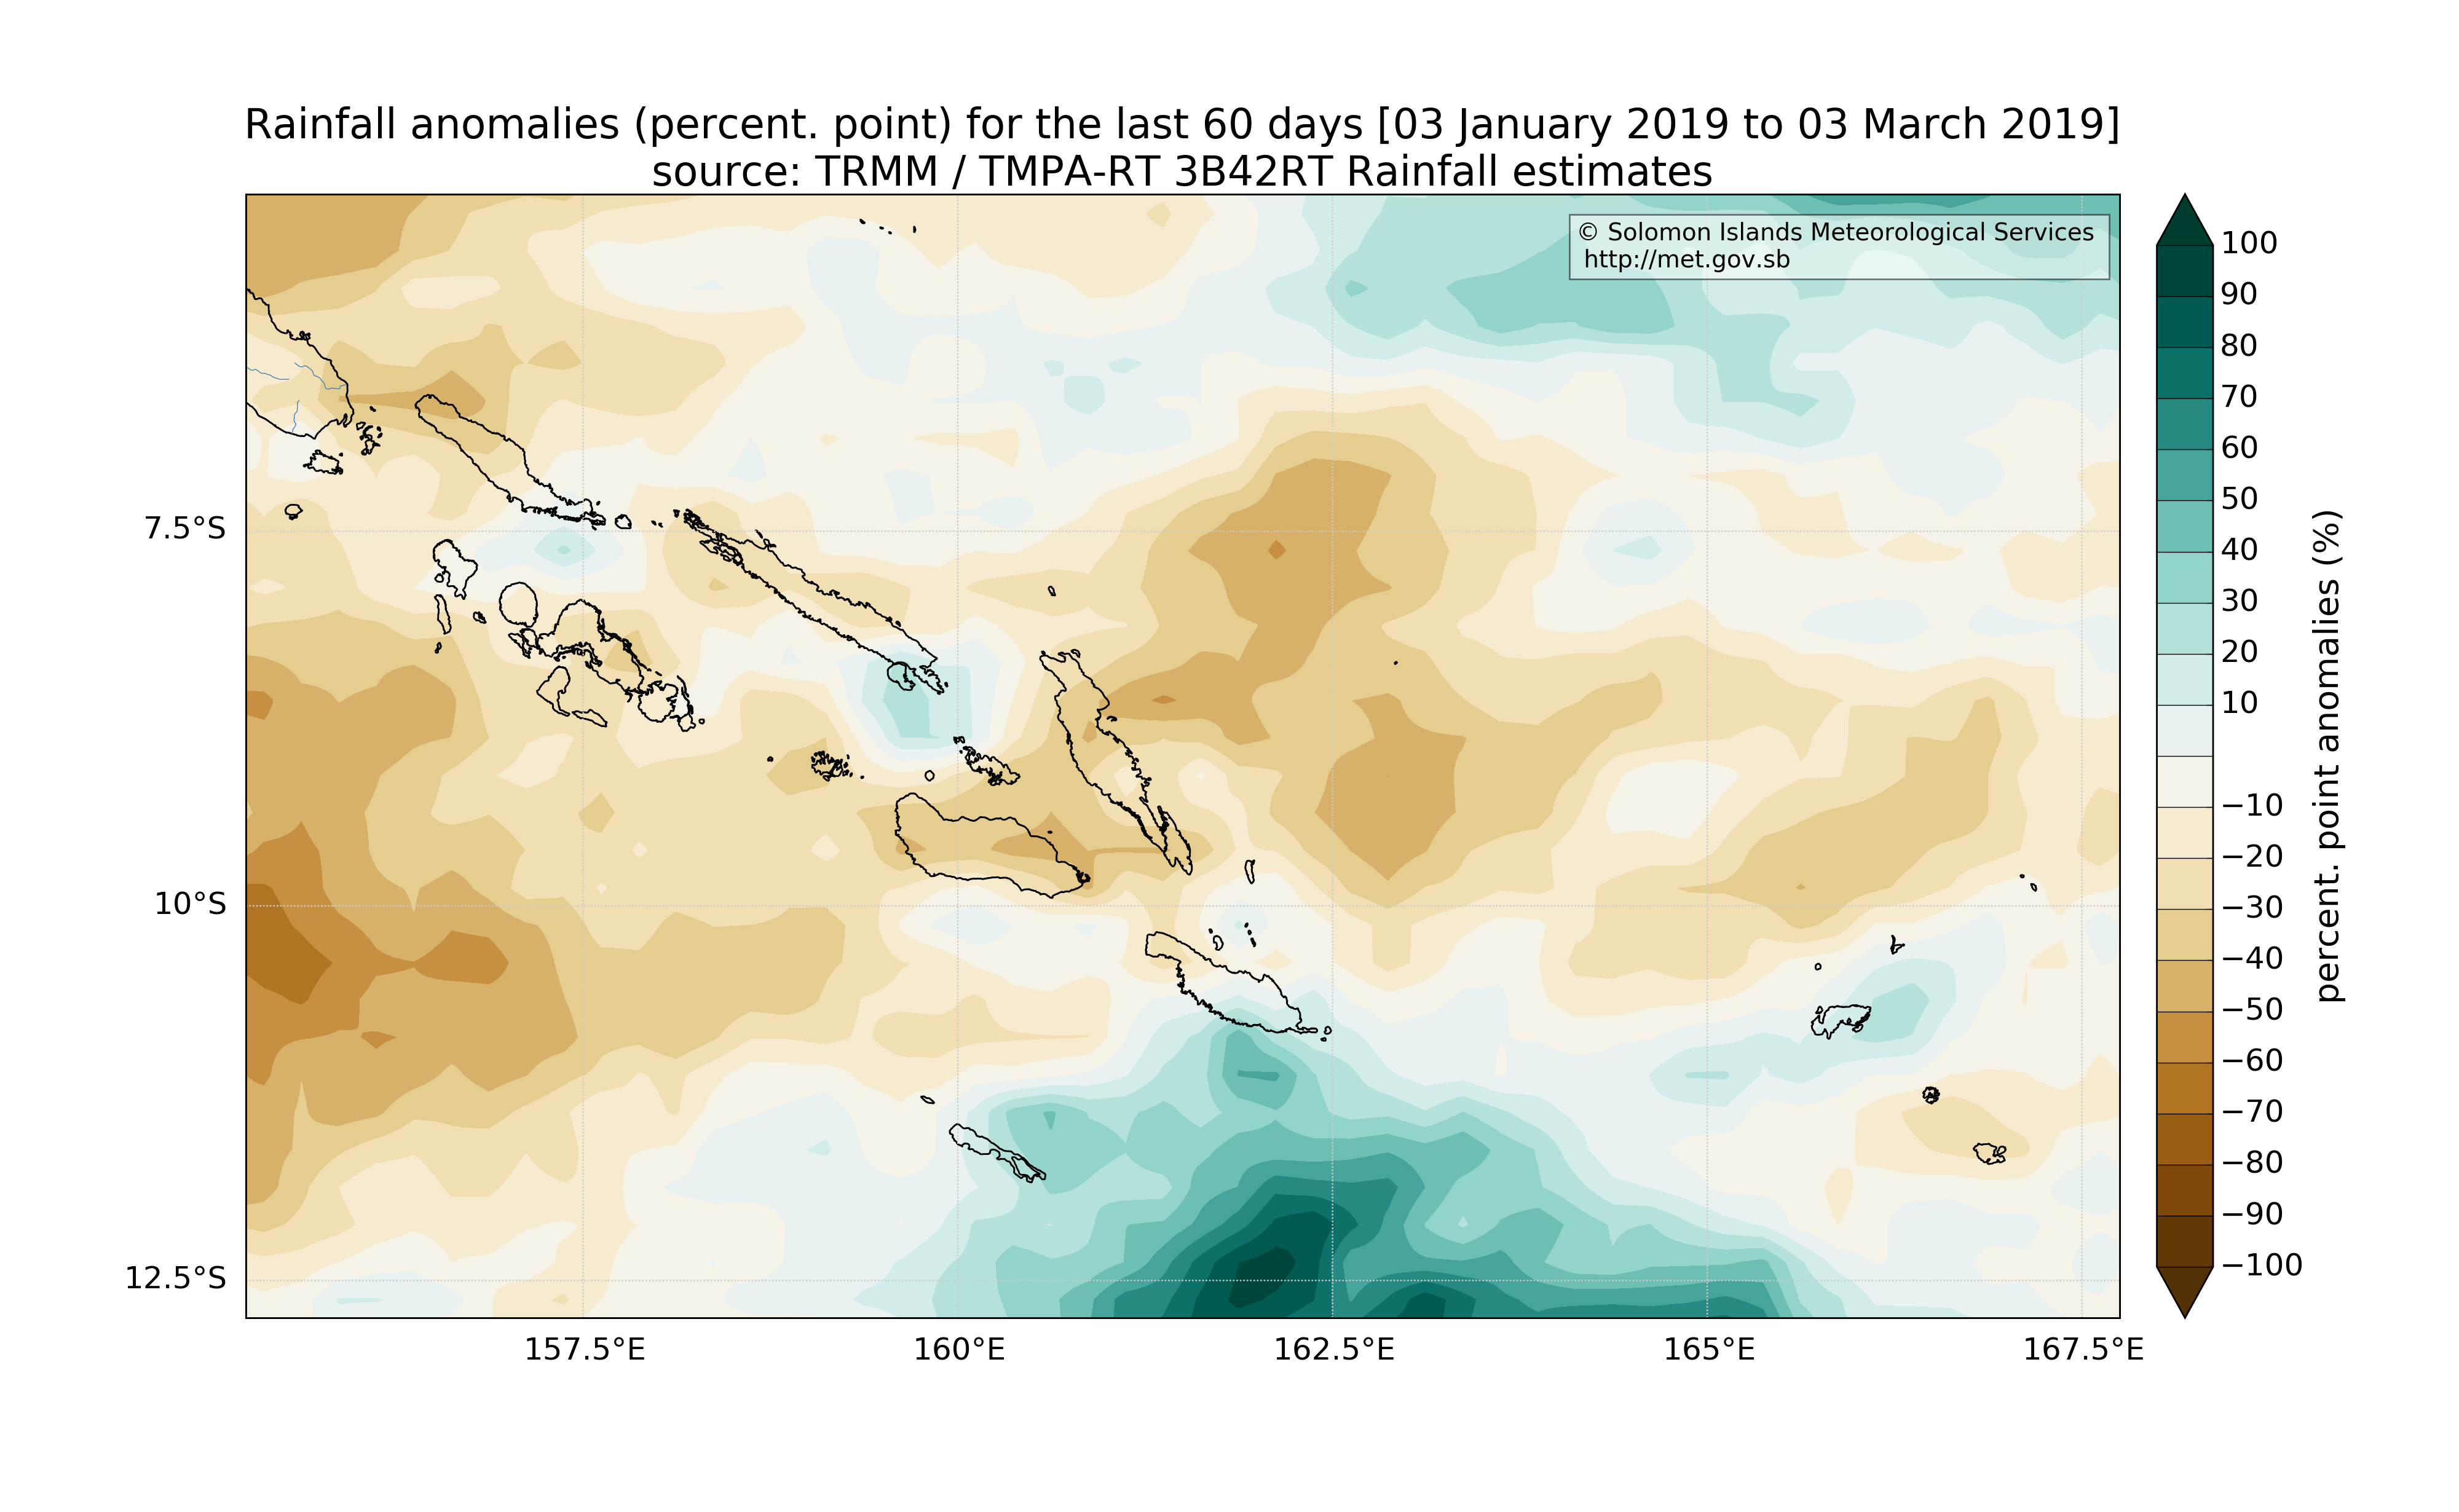 Rainfall anomalies (percent. point) for the last 60 days [03 January 2019 to 03 March 2019]
source: TRMM / TMPA-RT 3B42RT Rainfall estimates
© Solomon Islands Meteorological Services
http://met.gov.sb
7.5°S
10°S
12.5°S
157.5°E
160°E
162.5°E
165°E
167.5°E
100
90
80
70
60
50
40
30
20
10
−10
−20
−30
−40
−50
−60
−70
−80
−90
−100
percent. point anomalies (%)